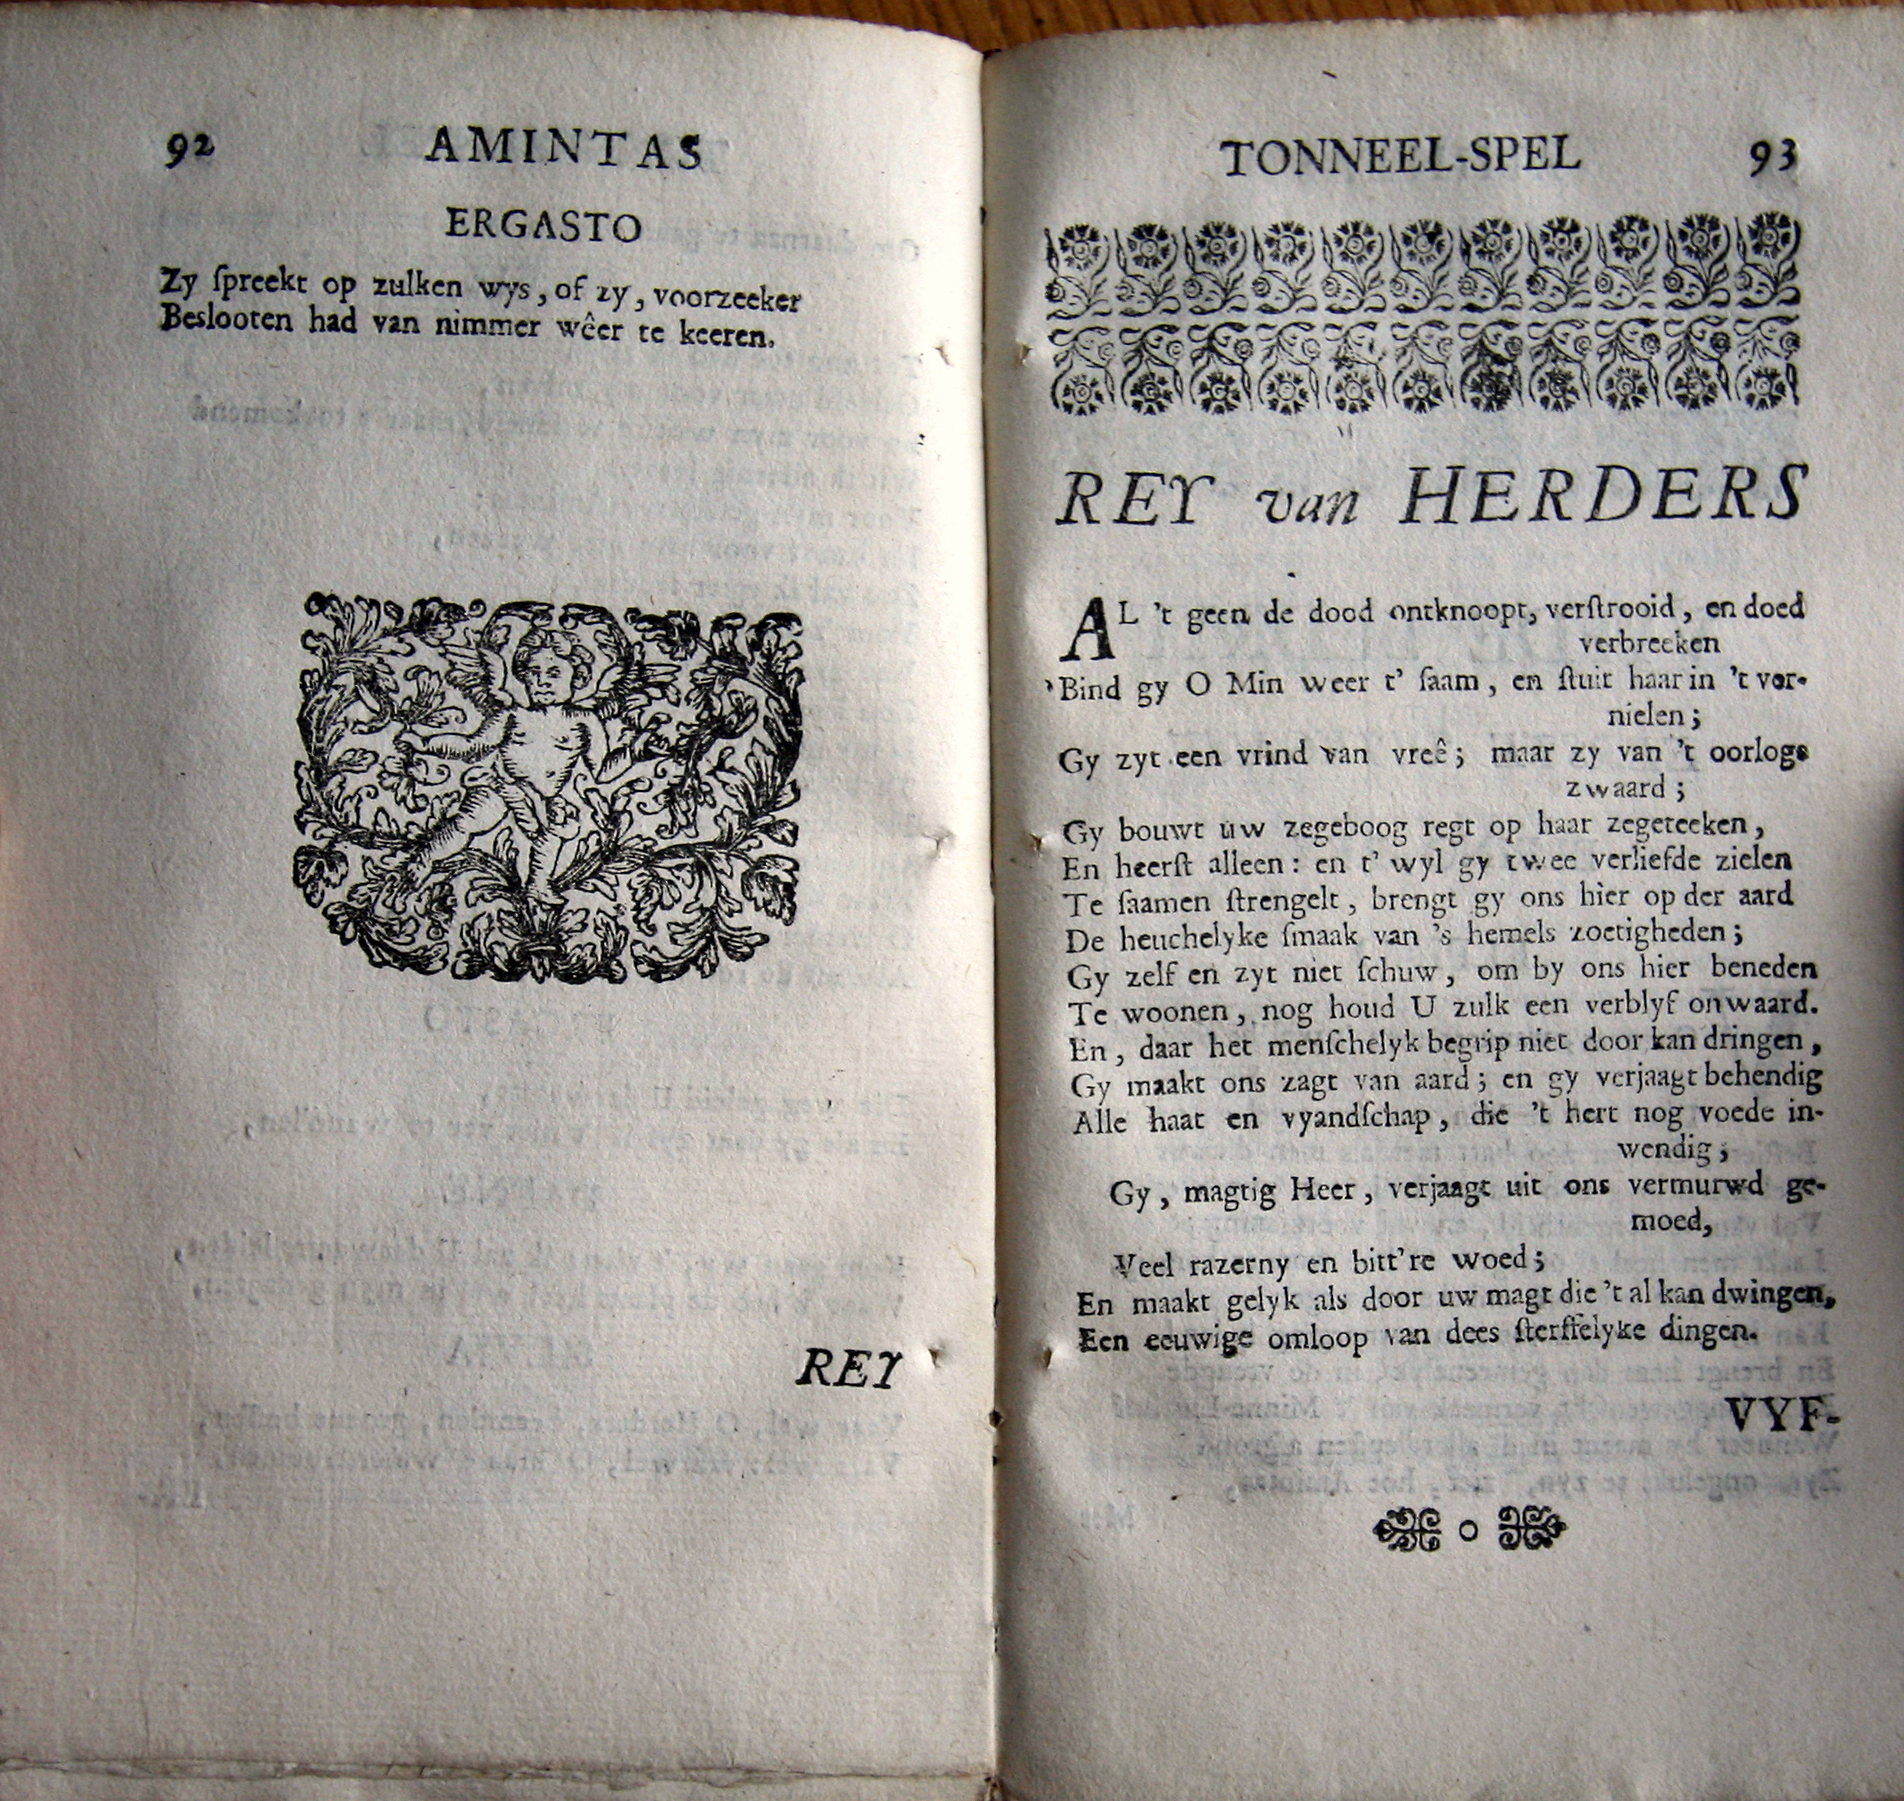 92 AMINTAS
ERGASTO
Zy ſpreekt op zulken wys, of zy, voorzeeker
Beslooten had van nimmer wêer te keeren.
REY
TONNEEL-SPEL 93
REY van HERDERS
AL 't geen de dood ontknoopt, verſtrooid, en doed
verbreeken
Bind gy O Min weer t' ſaam, en ſtuit haar in 't ver-
nielen;
Gy zyt een vrind van vreê; maar zy van 't oorlogs
zwaard;
Gy bouwt uw zegeboog regt op haar zegeteeken,
En heerſt alleen: en t' wyl gy twee verliefde zielen
Te ſaamen ſtrengelt, brengt gy ons hier op der aard
De heuchelyke ſmaak van 's hemels zoetigheden;
Gy zelf en zyt niet ſchuw, om by ons hier beneden
Te woonen, nog houd U zulk een verblyf onwaard.
En, daar het menſchelyk begrip niet door kan dringen,
Gy maakt ons zagt van aard; en gy verjaagt behendig
Alle haat en vyandſchap, die 't hert nog voede in-
wendig;
Gy, magtig Heer, verjaagt uit ons vermurwd ge-
moed,
Veel razerny en bitt're woed;
En maakt gelyk als door uw magt die 't al kan dwingen,
Een eeuwige omloop van dees ſterffelyke dingen.
VYF-